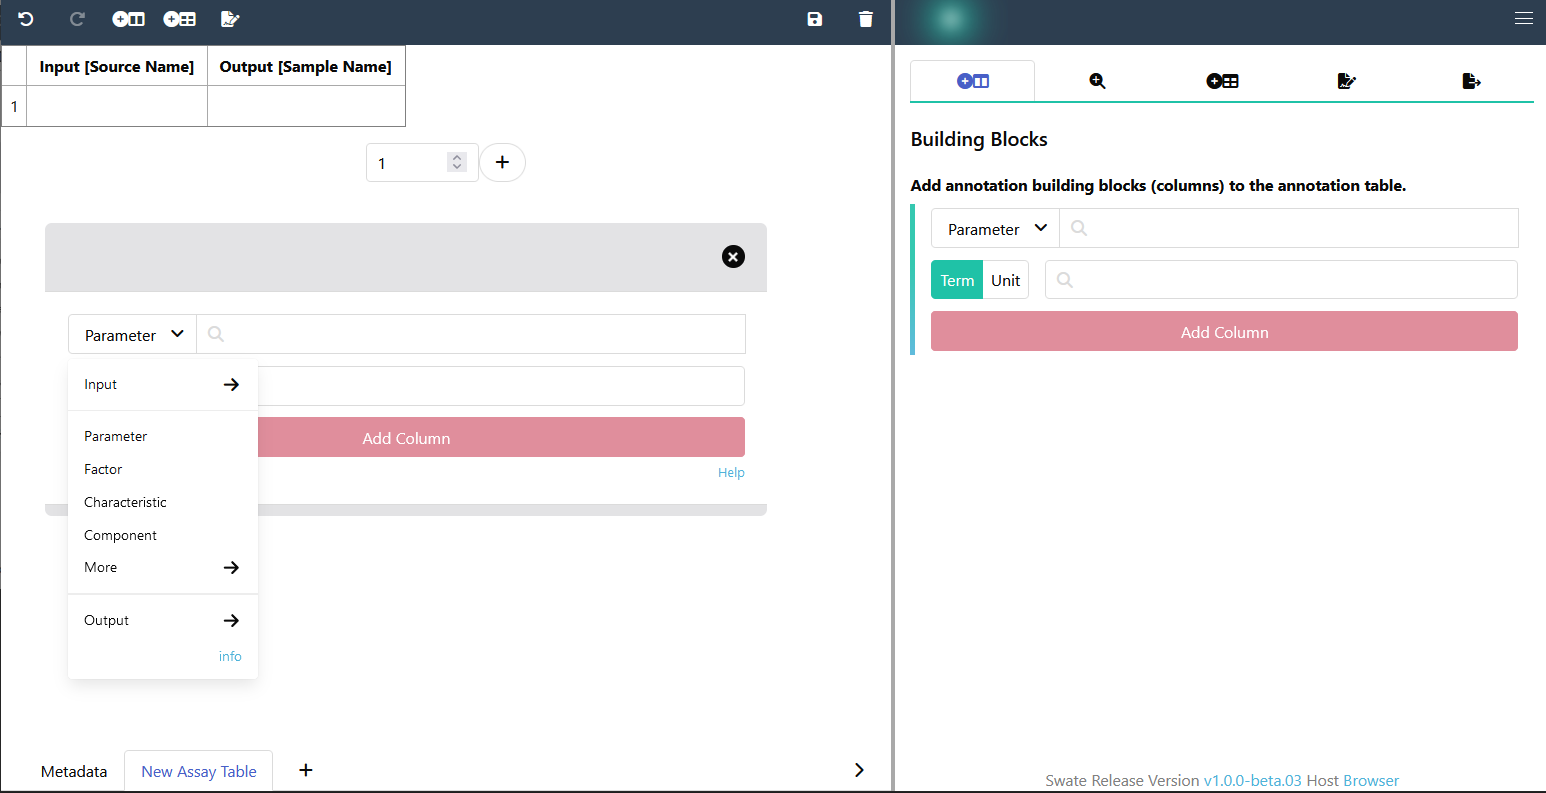 Input [Source Name] Output [Sample Name]
1
1
Parameter
Input
Parameter
Factor
Characteristic
Component
More
Output
info
Add Column
Help
Metadata New Assay Table
Building Blocks
Add annotation building blocks (columns) to the annotation table.
Parameter
Term Unit
Add Column
Swate Release Version v1.0.0-beta.03 Host Browser